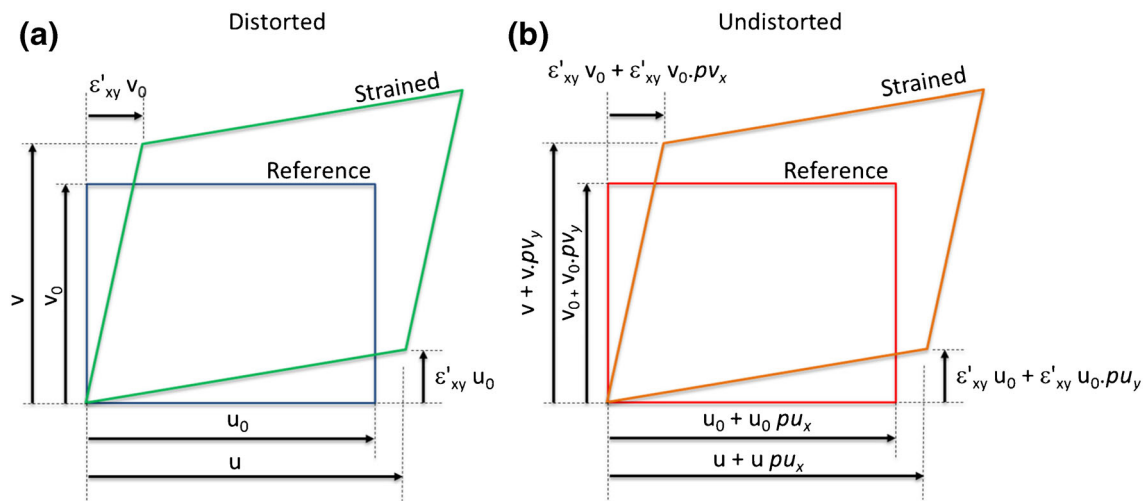 (a)
Distorted
ε'xy v0
Strained
Reference
v
v0
ε'xy u0
u0
u
(b)
Undistorted
ε'xy v0 + ε'xy v0.pvx
Strained
Reference
v + v.pvy
v0 + v0.pvy
ε'xy u0 + ε'xy u0.puy
u0 + u0 pux
u + u pux